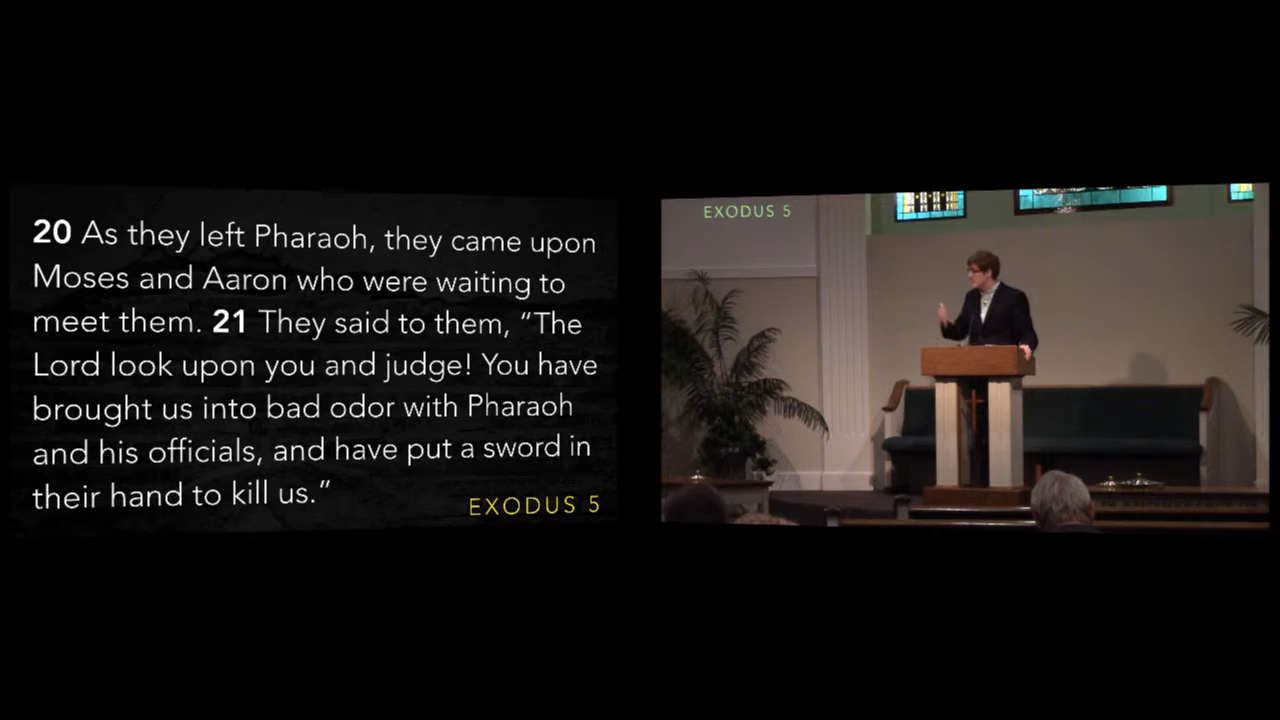 20 As they left Pharaoh, they came upon
Moses and Aaron who were waiting to
meet them. 21 They said to them, “The
Lord look upon you and judge! You have
brought us into bad odor with Pharaoh
and his officials, and have put a sword in
their hand to kill us.”
EXODUS 5
EXODUS 5